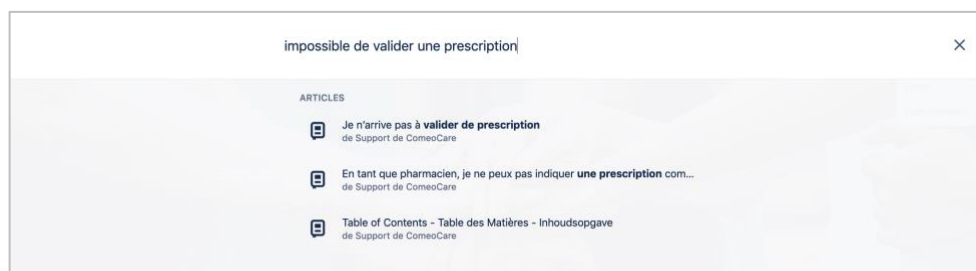 impossible de valider une prescription
ARTICLES
Je n'arrive pas à valider de prescription
de Support de ComeoCare
En tant que pharmacien, je ne peux pas indiquer une prescription com...
de Support de ComeoCare
Table of Contents - Table des Matières - Inhoudsopgave
de Support de ComeoCare